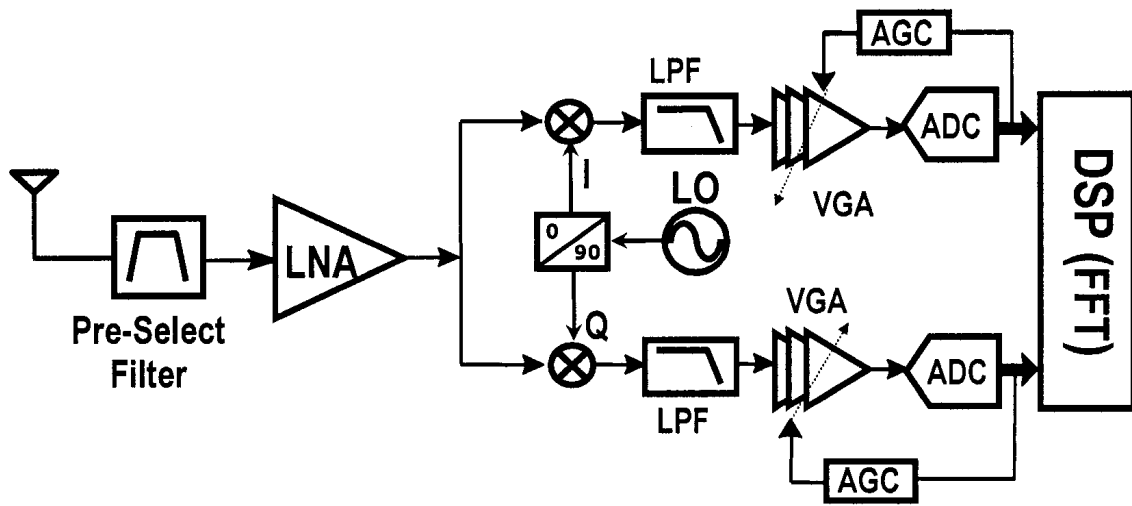 AGC
LPF
ADC
VGA
I
LO
0
90
LNA
Pre-Select
Filter
Q
VGA
LPF
ADC
AGC
DSP (FFT)